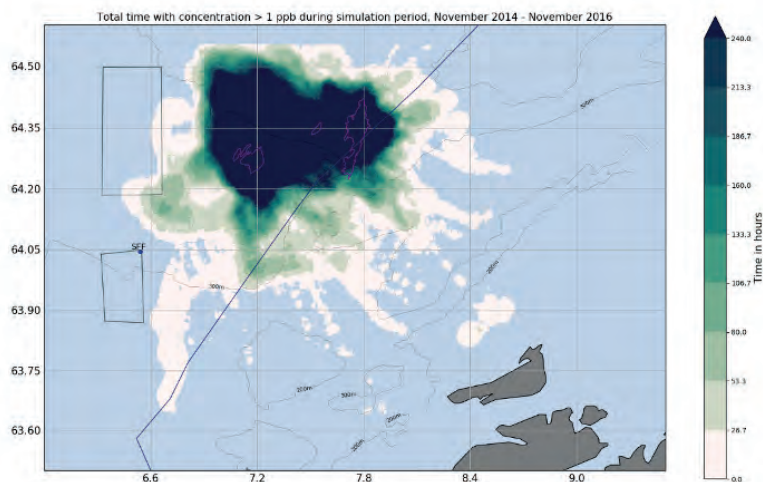 Total time with concentration > 1 ppb during simulation period, November 2014 - November 2016
64.50
64.35
64.20
64.05
63.90
63.75
63.60
6.6
7.2
7.8
8.4
9.0
SEF
300m
200m
300m
200m
300m
240.0
213.3
186.7
160.0
133.3
106.7
80.0
53.3
26.7
0.0
Time in hours